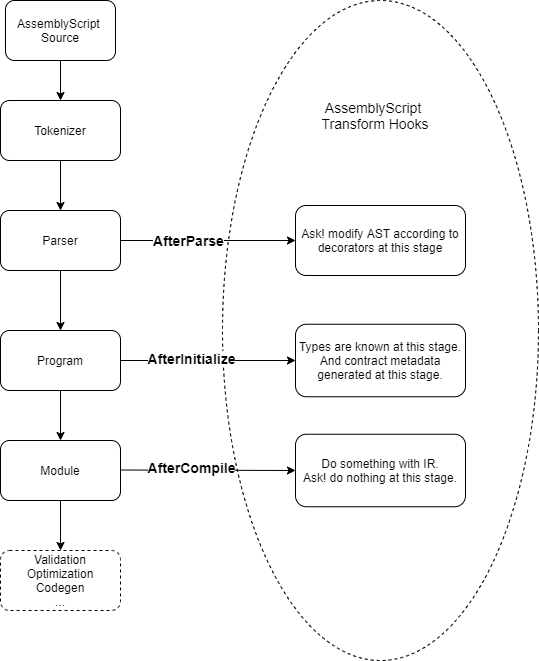 AssemblyScript
Source
AssemblyScript
Transform Hooks
Tokenizer
Parser
AfterParse
Ask! modify AST according to
decorators at this stage
Program
AfterInitialize
Types are known at this stage.
And contract metadata
generated at this stage.
Module
AfterCompile
Do something with IR.
Ask! do nothing at this stage.
Validation
Optimization
Codegen
...